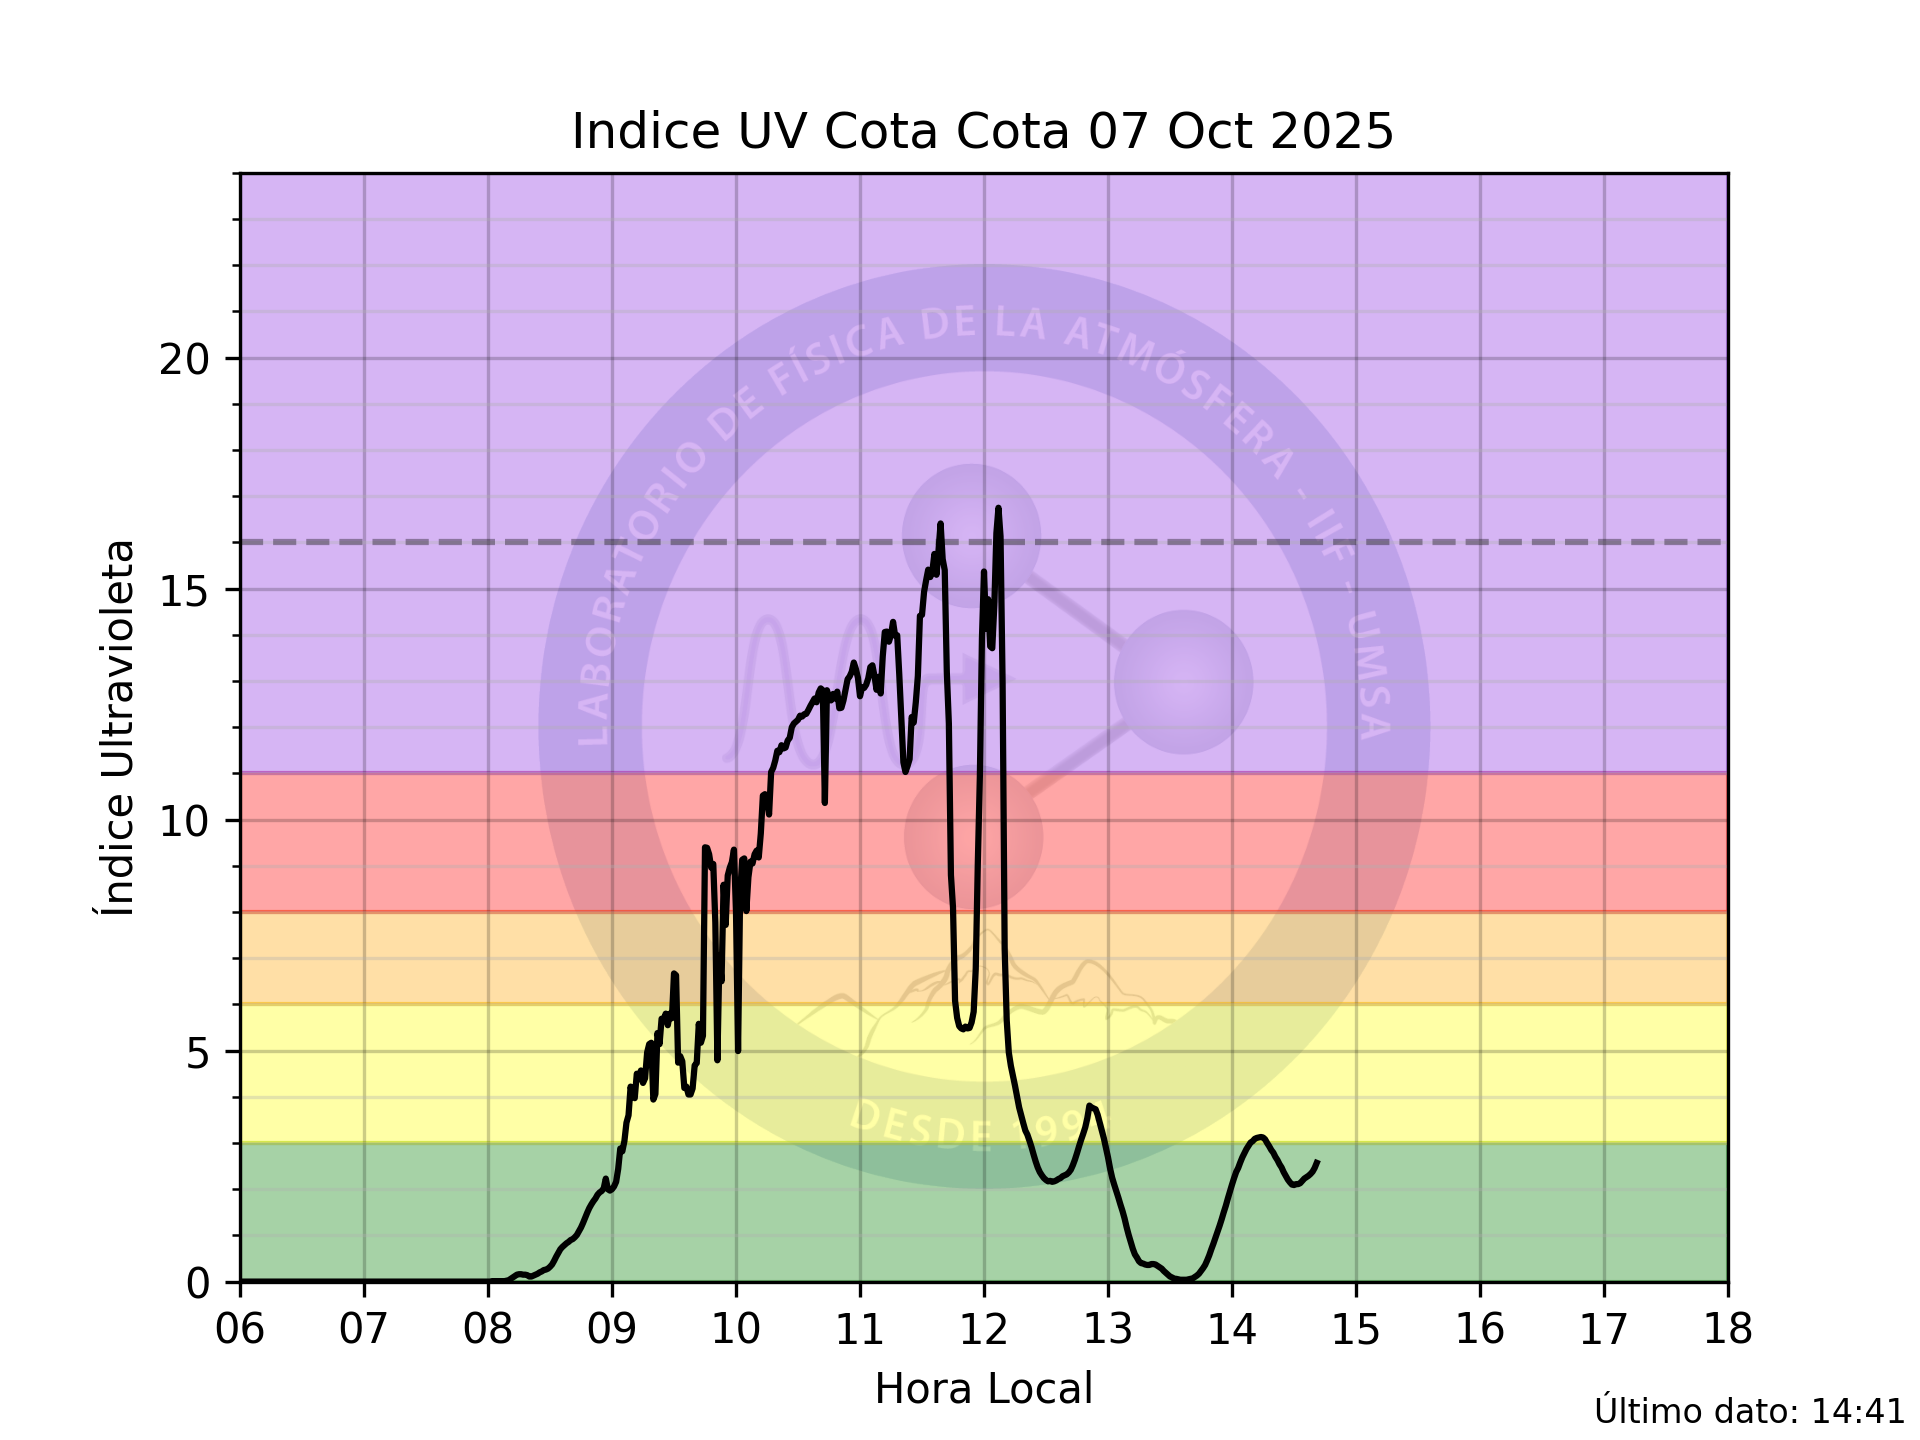 Indice UV Cota Cota 07 Oct 2025
Índice Ultravioleta
20
15
10
5
0
LABORATORIO DE FÍSICA DE LA ATMÓSFERA - IIF - UMSA
DESDE 199
06 07 08 09 10 11 12 13 14 15 16 17 18
Hora Local
Último dato: 14:41